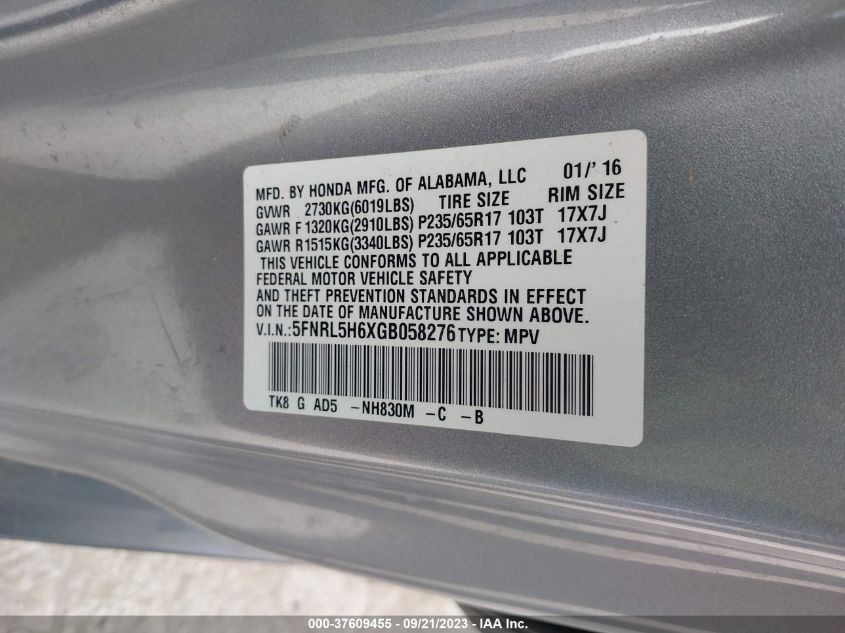 MFD. BY HONDA MFG. OF ALABAMA, LLC 01/'16
GVWR 2730KG(6019LBS) TIRE SIZE RIM SIZE
GAWR F 1320KG(2910LBS) P235/65R17 103T 17X7J
GAWR R1515KG(3340LBS) P235/65R17 103T 17X7J
THIS VEHICLE CONFORMS TO ALL APPLICABLE
FEDERAL MOTOR VEHICLE SAFETY
AND THEFT PREVENTION STANDARDS IN EFFECT
ON THE DATE OF MANUFACTURE SHOWN ABOVE.
V.I.N.:5FNRL5H6XGB058276 TYPE: MPV
TK8 G AD5 -NH830M -C -B
000-37609455 - 09/21/2023 - IAA Inc.